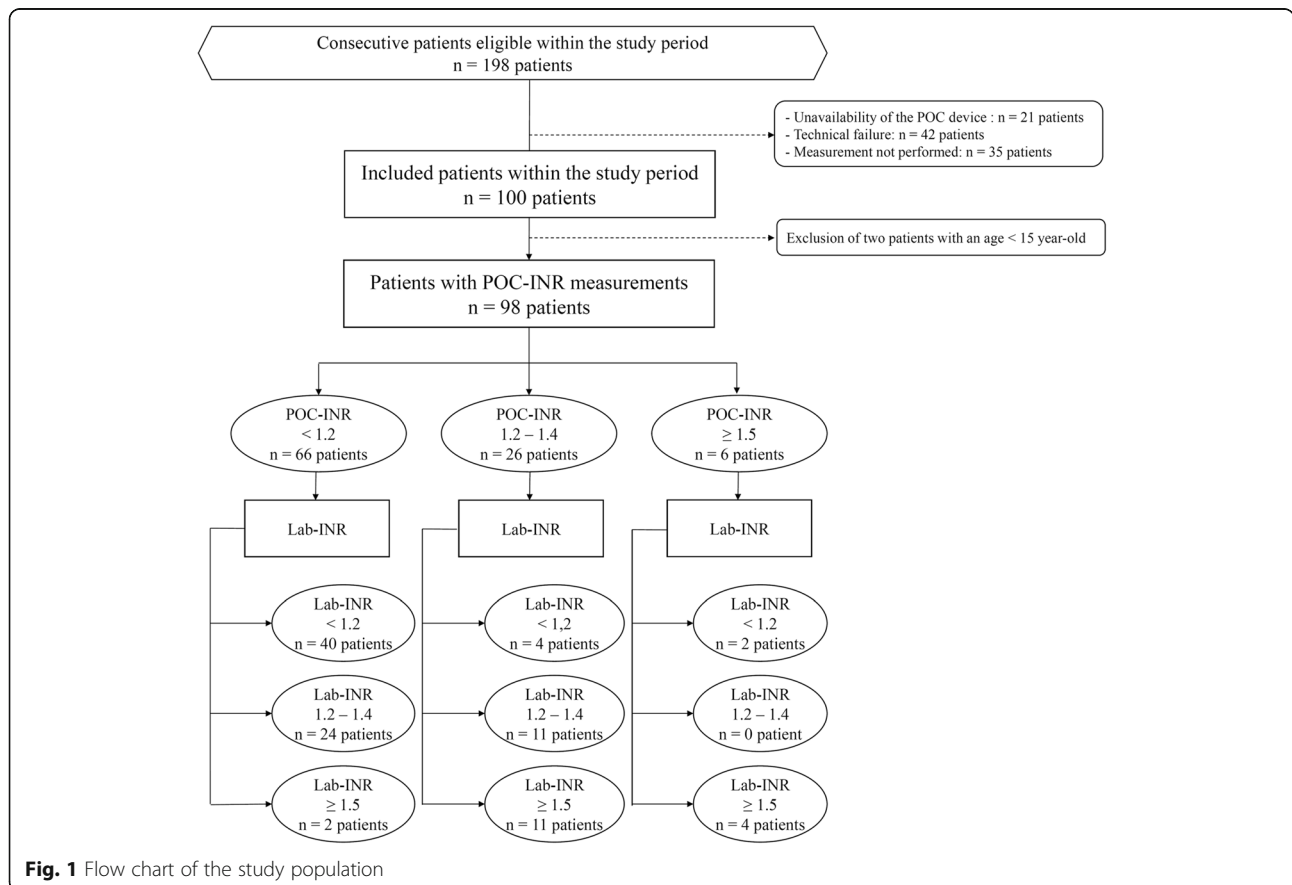 Consecutive patients eligible within the study period
n = 198 patients
- Unavailability of the POC device : n = 21 patients
- Technical failure: n = 42 patients
- Measurement not performed: n = 35 patients
Included patients within the study period
n = 100 patients
Exclusion of two patients with an age < 15 year-old
Patients with POC-INR measurements
n = 98 patients
POC-INR
< 1.2
n = 66 patients
POC-INR
1.2 – 1.4
n = 26 patients
POC-INR
≥ 1.5
n = 6 patients
Lab-INR
Lab-INR
Lab-INR
Lab-INR
< 1.2
n = 40 patients
Lab-INR
< 1,2
n = 4 patients
Lab-INR
< 1.2
n = 2 patients
Lab-INR
1.2 – 1.4
n = 24 patients
Lab-INR
1.2 – 1.4
n = 11 patients
Lab-INR
1.2 – 1.4
n = 0 patient
Lab-INR
≥ 1.5
n = 2 patients
Lab-INR
≥ 1.5
n = 11 patients
Lab-INR
≥ 1.5
n = 4 patients
Fig. 1 Flow chart of the study population